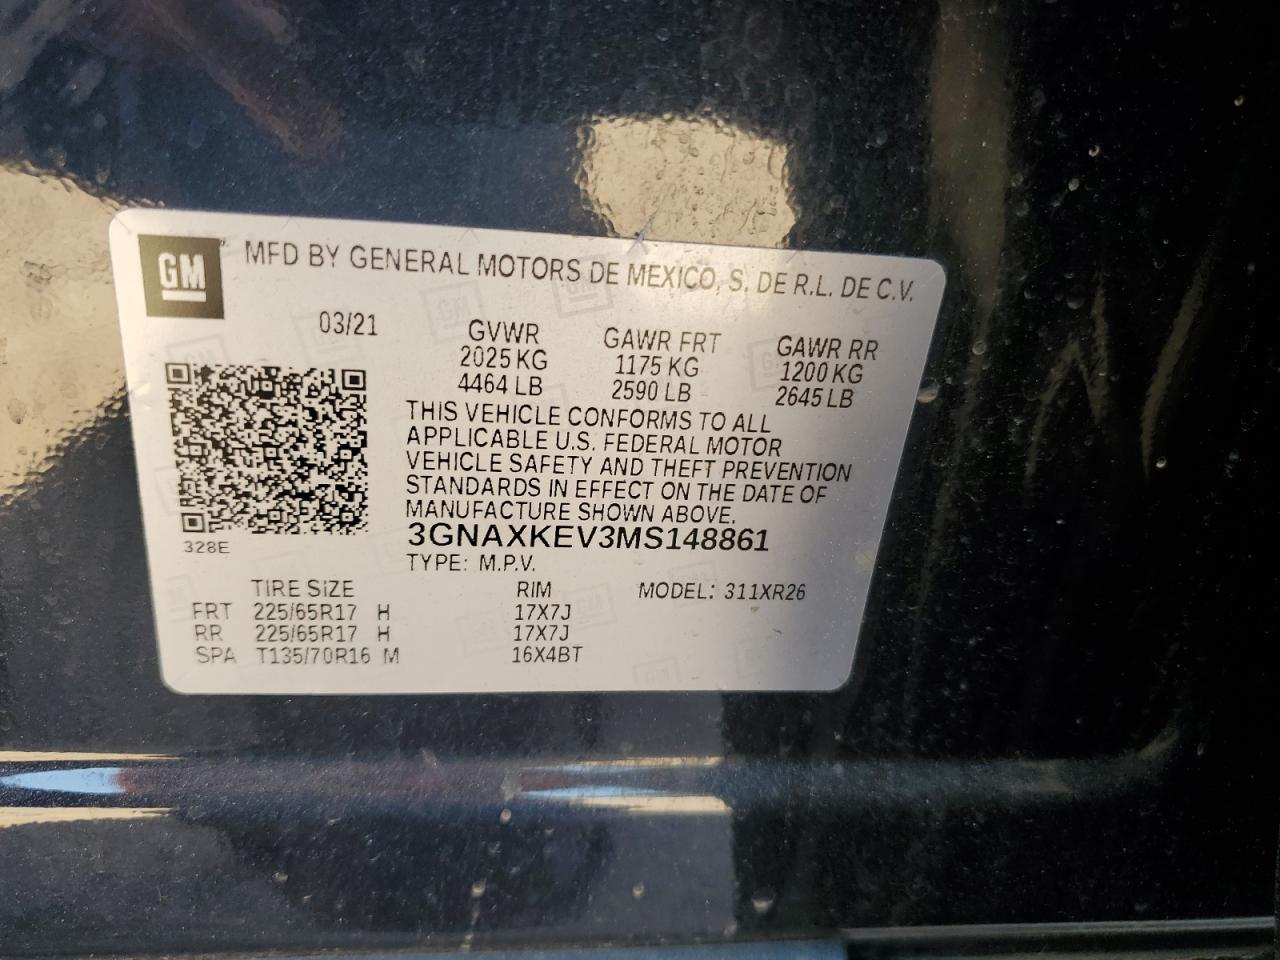 GM MFD BY GENERAL MOTORS DE MEXICO, S. DE R.L. DE C.V.
03/21 GVWR GAWR FRT GAWR RR
2025 KG 1175 KG 1200 KG
4464 LB 2590 LB 2645 LB
THIS VEHICLE CONFORMS TO ALL
APPLICABLE U.S. FEDERAL MOTOR
VEHICLE SAFETY AND THEFT PREVENTION
STANDARDS IN EFFECT ON THE DATE OF
MANUFACTURE SHOWN ABOVE.
3GNAXKEV3MS148861
328E
TYPE: M.P.V.
TIRE SIZE RIM MODEL: 311XR26
FRT 225/65R17 H 17X7J
RR 225/65R17 H 17X7J
SPA T135/70R16 M 16X4BT